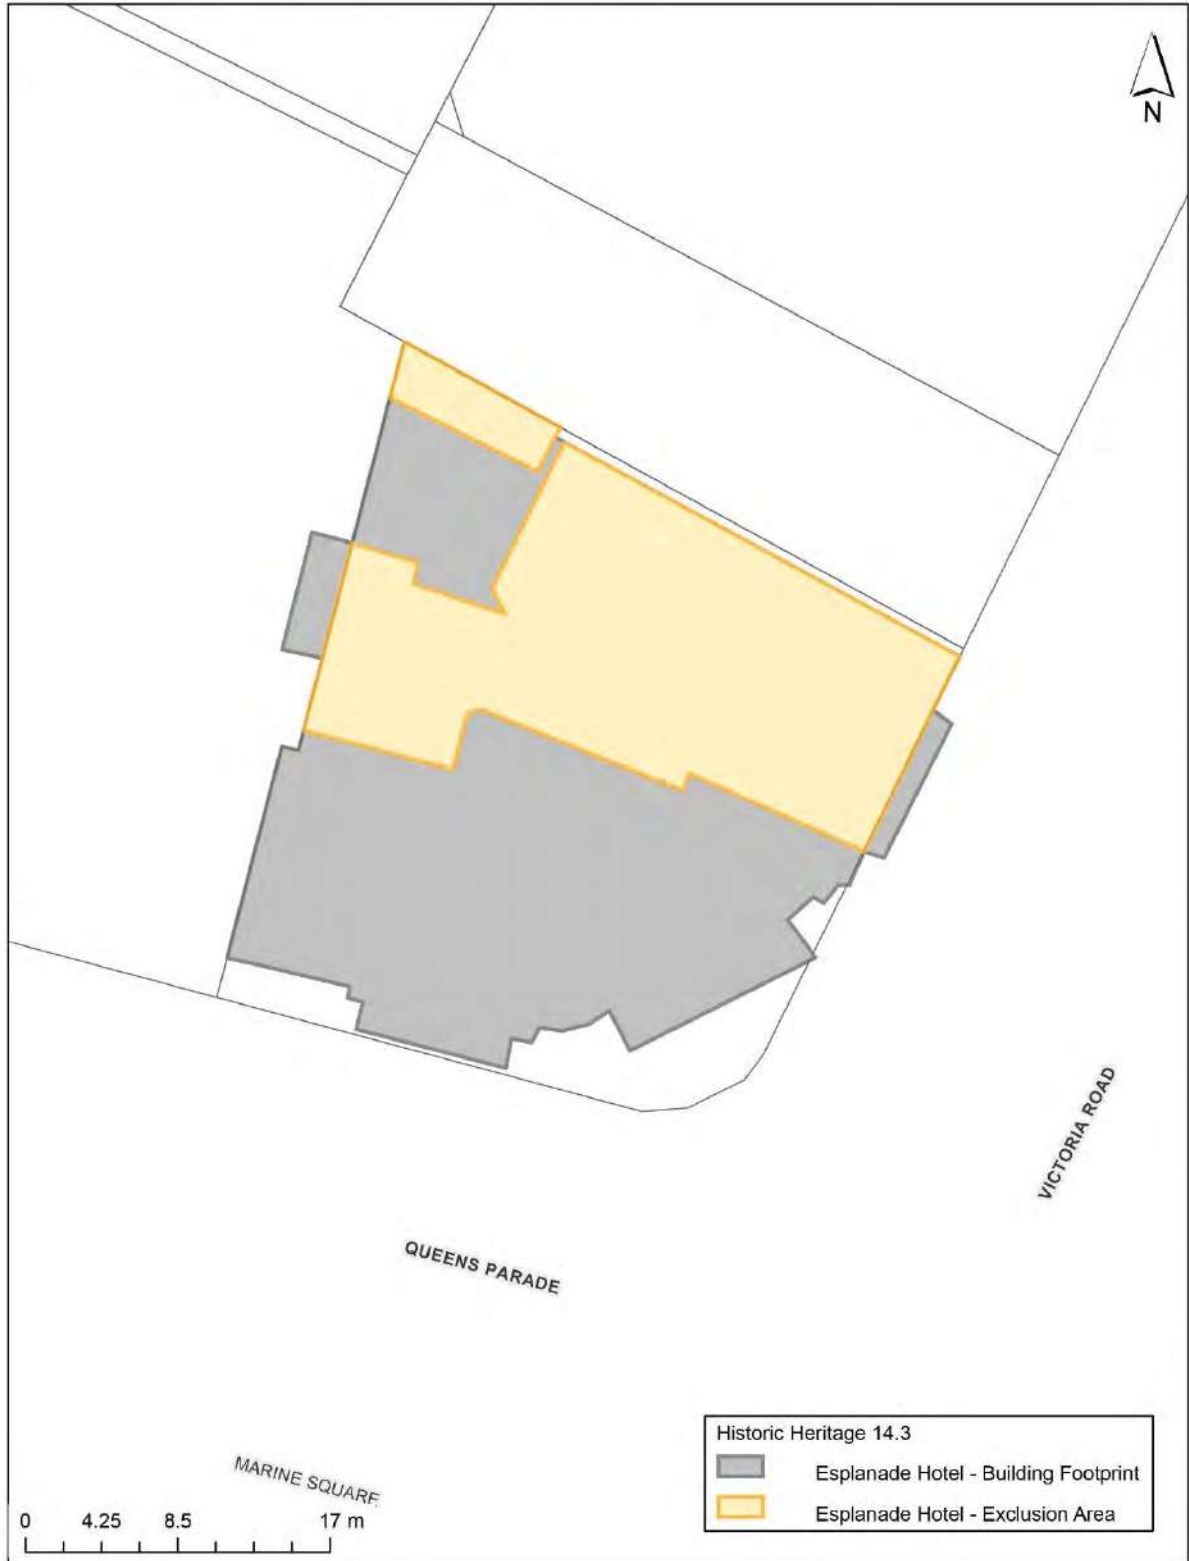 N
VICTORIA ROAD
QUEENS PARADE
MARINE SQUARE
Historic Heritage 14.3
Esplanade Hotel - Building Footprint
Esplanade Hotel - Exclusion Area
0 4.25 8.5 17 m